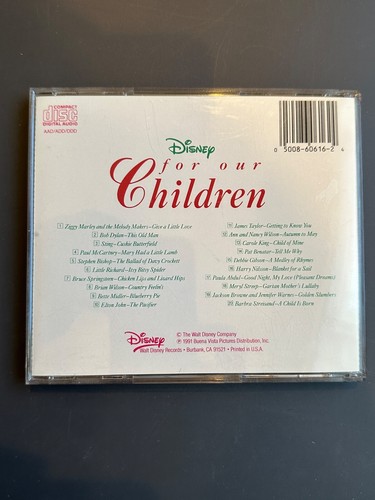 COMPACT
disc
DIGITAL AUDIO
AAD/ADD/DDD
0 5008-60616-2 4
Disney
for our
Children
1 Ziggy Marley and the Melody Makers–Give a Little Love
2 Bob Dylan–This Old Man
3 Sting–Cushie Butterfield
4 Paul McCartney–Mary Had a Little Lamb
5 Stephen Bishop–The Ballad of Davy Crockett
6 Little Richard–Itsy Bitsy Spider
7 Bruce Springsteen–Chicken Lips and Lizard Hips
8 Brian Wilson–Country Feelin's
9 Bette Midler–Blueberry Pie
10 Elton John–The Pacifier
11 James Taylor–Getting to Know You
12 Ann and Nancy Wilson–Autumn to May
13 Carole King–Child of Mine
14 Pat Benatar–Tell Me Why
15 Debbie Gibson–A Medley of Rhymes
16 Harry Nilsson–Blanket for a Sail
17 Paula Abdul–Good Night, My Love (Pleasant Dreams)
18 Meryl Streep–Gartan Mother's Lullaby
19 Jackson Browne and Jennifer Warnes–Golden Slumbers
20 Barbra Streisand–A Child Is Born
© The Walt Disney Company
℗ 1991 Buena Vista Pictures Distribution, Inc.
Disney
Walt Disney Records • Burbank, CA 91521 • Printed in U.S.A.